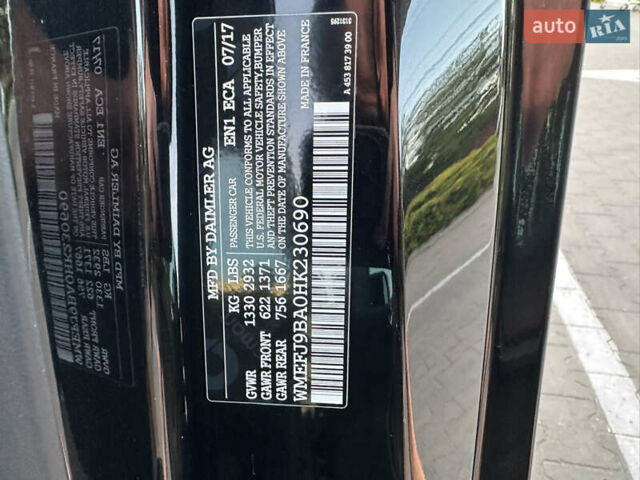 MFD BY-DAIMLER AG EN1 ECA 07/17
KG LBS PASSENGER CAR
GVWR 1330 2932 THIS VEHICLE CONFORMS TO ALL APPLICABLE
GAWR FRONT 622 1371 U.S. FEDERAL MOTOR VEHICLE SAFETY, BUMPER
GAWR REAR 756 1667 AND THEFT PREVENTION STANDARDS IN EFFECT
ON THE DATE OF MANUFACTURE SHOWN ABOVE
WMEFJ9BA0HK230690 MADE IN FRANCE
A 453 817 39 00
AUTO
RIA